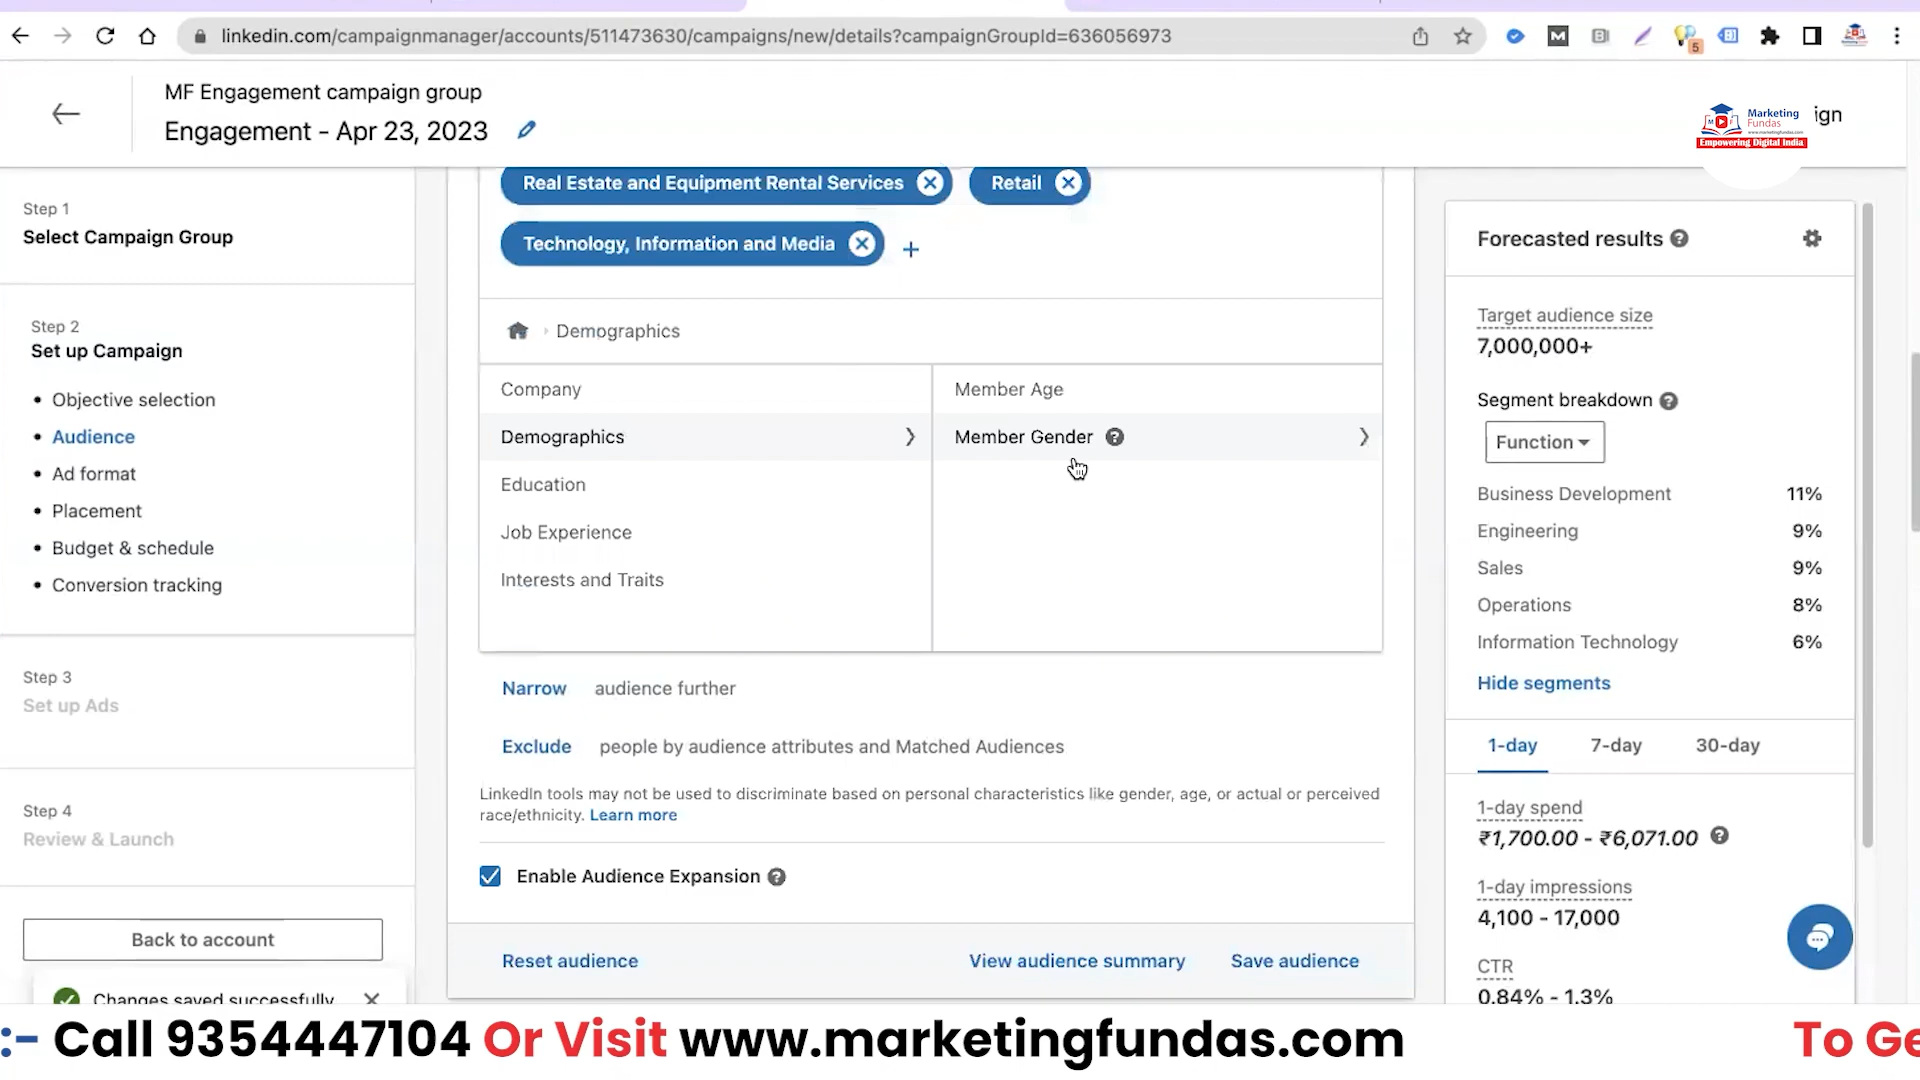 linkedin.com/campaignmanager/accounts/511473630/campaigns/new/details?campaignGroupId=636056973
5
MF Engagement campaign group
Engagement - Apr 23, 2023
Marketing
Fundas
Empowering Digital India
ign
Step 1
Select Campaign Group
Step 2
Set up Campaign
• Objective selection
• Audience
• Ad format
• Placement
• Budget & schedule
• Conversion tracking
Step 3
Set up Ads
Step 4
Review & Launch
Back to account
Changes saved successfully
Real Estate and Equipment Rental Services
Retail
Technology, Information and Media
Demographics
Company
Demographics
Education
Job Experience
Interests and Traits
Member Age
Member Gender
Narrow audience further
Exclude people by audience attributes and Matched Audiences
LinkedIn tools may not be used to discriminate based on personal characteristics like gender, age, or actual or perceived
race/ethnicity. Learn more
Enable Audience Expansion
Reset audience
View audience summary
Save audience
Forecasted results
Target audience size
7,000,000+
Segment breakdown
Function
Business Development 11%
Engineering 9%
Sales 9%
Operations 8%
Information Technology 6%
Hide segments
1-day 7-day 30-day
1-day spend
₹1,700.00 - ₹6,071.00
1-day impressions
4,100 - 17,000
CTR
0.84% - 1.3%
:- Call 9354447104 Or Visit www.marketingfundas.com To Ge